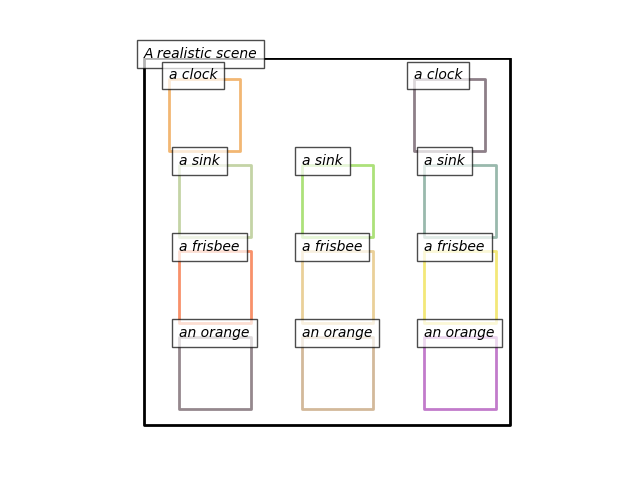 A realistic scene
a clock
a clock
a sink
a sink
a sink
a frisbee
a frisbee
a frisbee
an orange
an orange
an orange